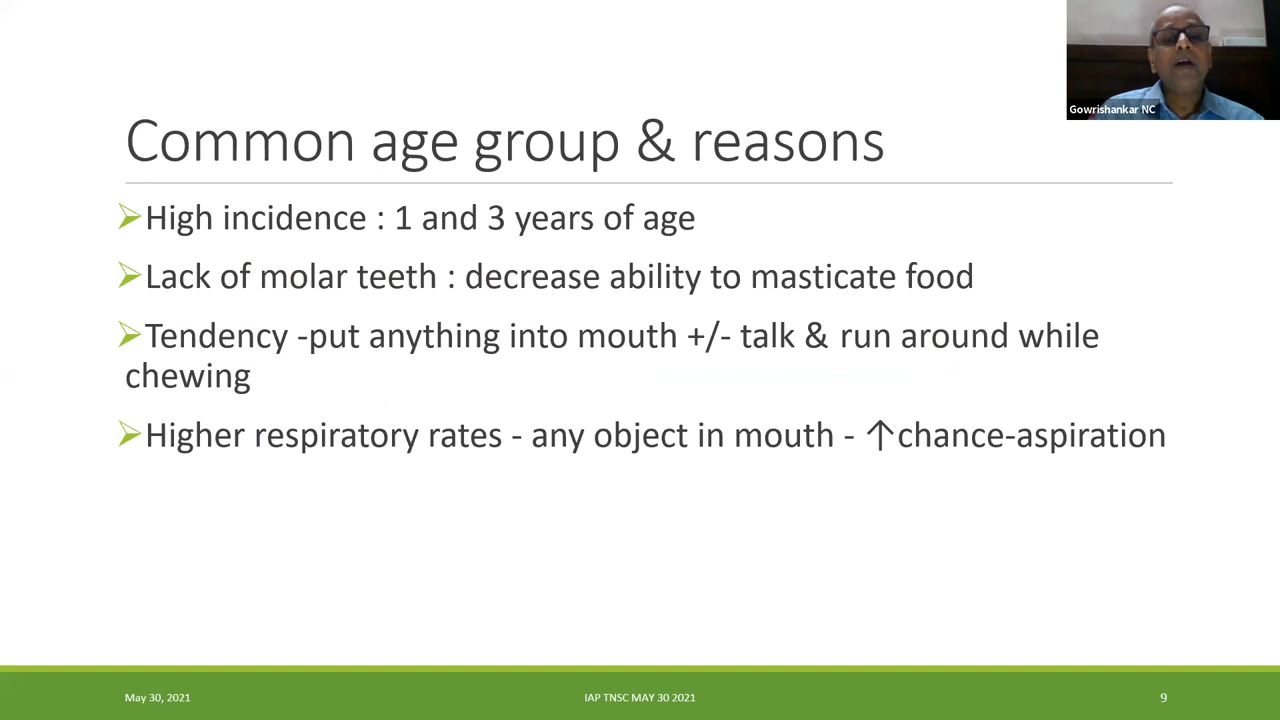 Gowrishankar NC
Common age group & reasons
➢High incidence : 1 and 3 years of age
➢Lack of molar teeth : decrease ability to masticate food
➢Tendency -put anything into mouth +/- talk & run around while
chewing
➢Higher respiratory rates - any object in mouth - ↑chance-aspiration
May 30, 2021
IAP TNSC MAY 30 2021
9